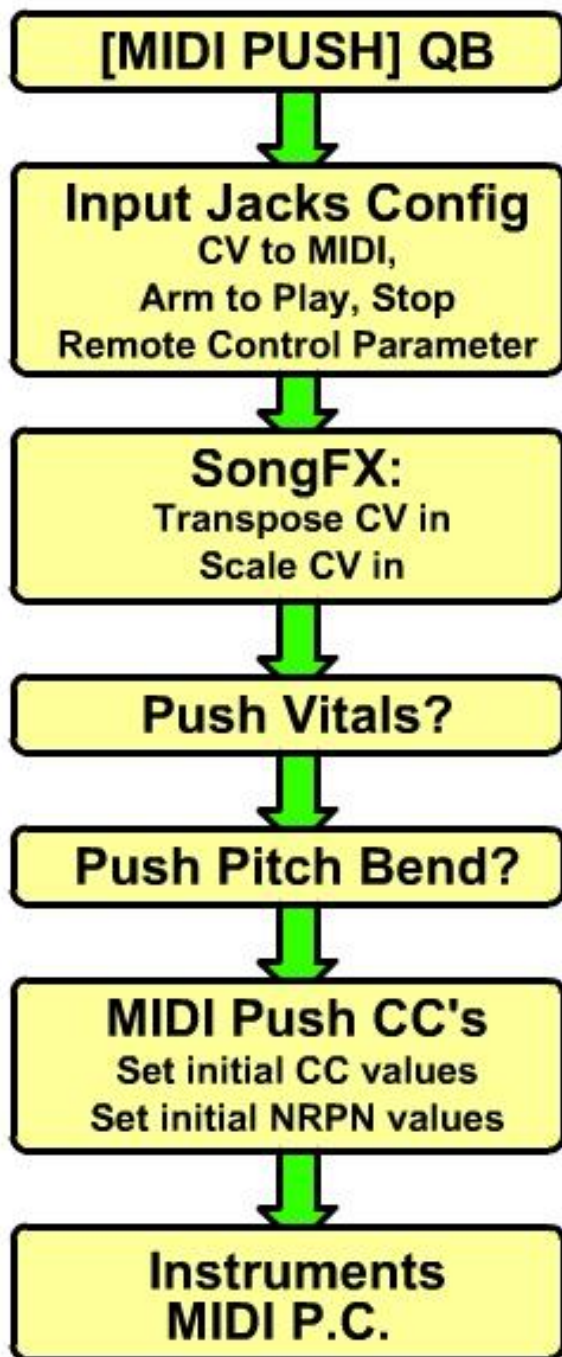 [MIDI PUSH] QB
Input Jacks Config
CV to MIDI,
Arm to Play, Stop
Remote Control Parameter
SongFX:
Transpose CV in
Scale CV in
Push Vitals?
Push Pitch Bend?
MIDI Push CC's
Set initial CC values
Set initial NRPN values
Instruments
MIDI P.C.